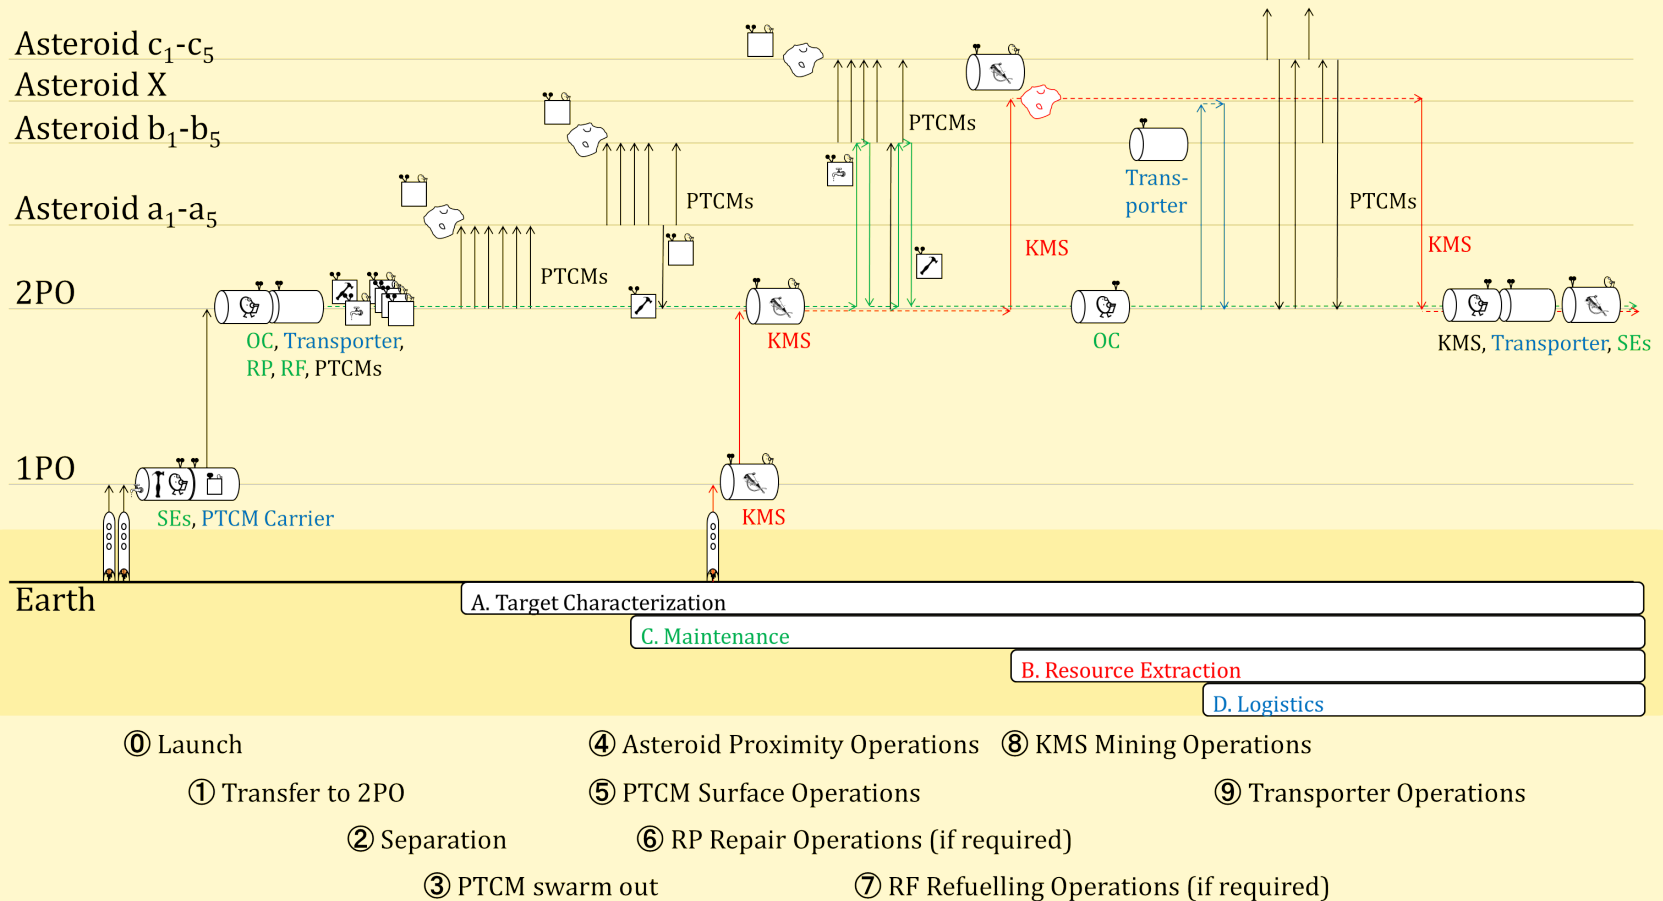 Asteroid c1-c5
Asteroid X
Asteroid b1-b5
PTCMs
Trans-
porter
Asteroid a1-a5
PTCMs
PTCMs
KMS
KMS
PTCMs
2PO
OC, Transporter,
RP, RF, PTCMs
KMS
OC
KMS, Transporter, SEs
1PO
SEs, PTCM Carrier
KMS
Earth
A. Target Characterization
C. Maintenance
B. Resource Extraction
D. Logistics
⓪ Launch
④ Asteroid Proximity Operations
⑧ KMS Mining Operations
① Transfer to 2PO
⑤ PTCM Surface Operations
⑨ Transporter Operations
② Separation
⑥ RP Repair Operations (if required)
③ PTCM swarm out
⑦ RF Refuelling Operations (if required)